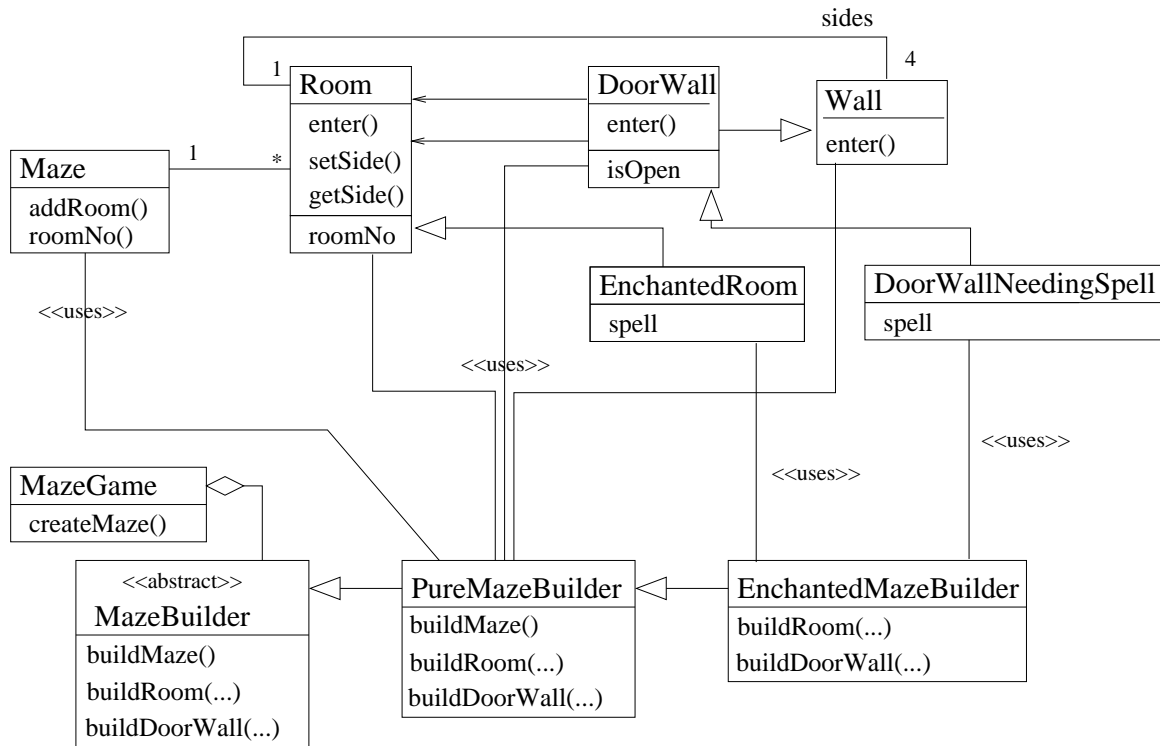 sides
1
4
Room
enter()
setSide()
getSide()
roomNo
DoorWall
enter()
isOpen
Wall
enter()
Maze
addRoom()
roomNo()
1
*
<<uses>>
EnchantedRoom
spell
DoorWallNeedingSpell
spell
<<uses>>
<<uses>>
<<uses>>
MazeGame
createMaze()
<<abstract>>
MazeBuilder
buildMaze()
buildRoom(...)
buildDoorWall(...)
PureMazeBuilder
buildMaze()
buildRoom(...)
buildDoorWall(...)
EnchantedMazeBuilder
buildRoom(...)
buildDoorWall(...)